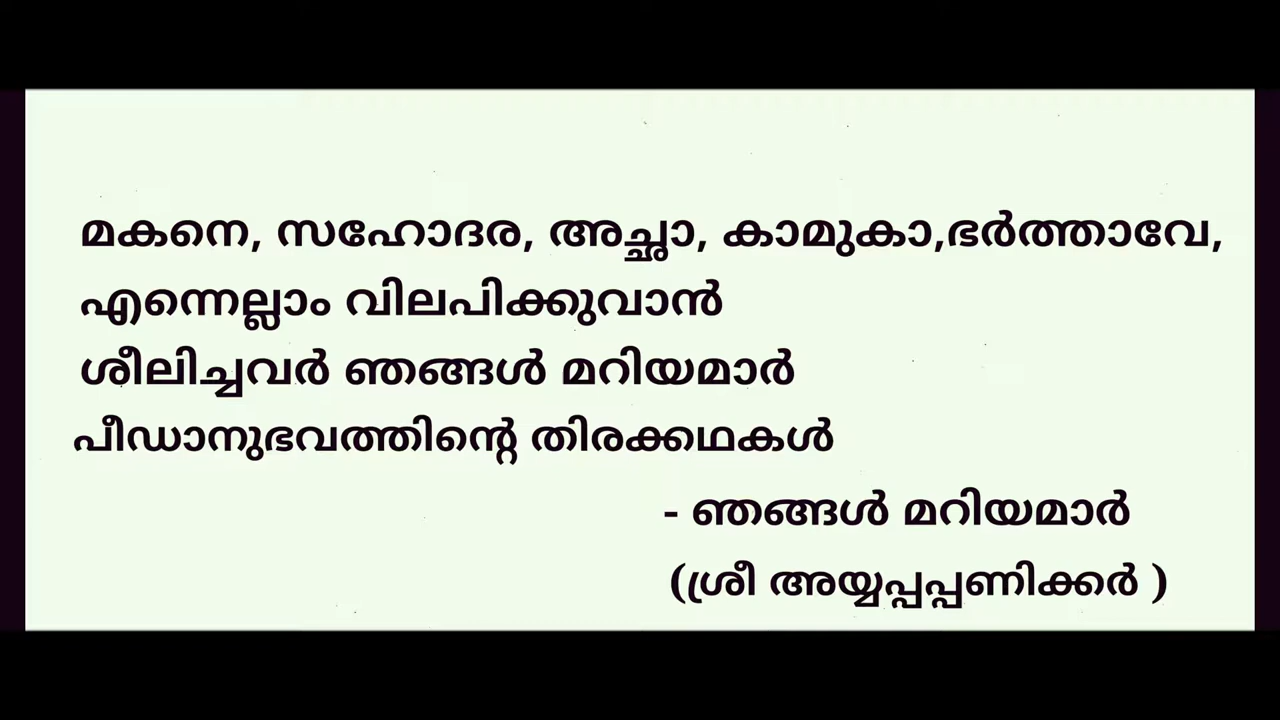 മകനെ, സഹോദര, അച്ഛാ, കാമുകാ,ഭർത്താവേ,
എന്നെല്ലാം വിലപിക്കുവാൻ
ശീലിച്ചവർ ഞങ്ങൾ മറിയമാർ
പീഡാനുഭവത്തിന്റെ തിരക്കഥകൾ
- ഞങ്ങൾ മറിയമാർ
(ശ്രീ അയ്യപ്പപ്പണിക്കർ )